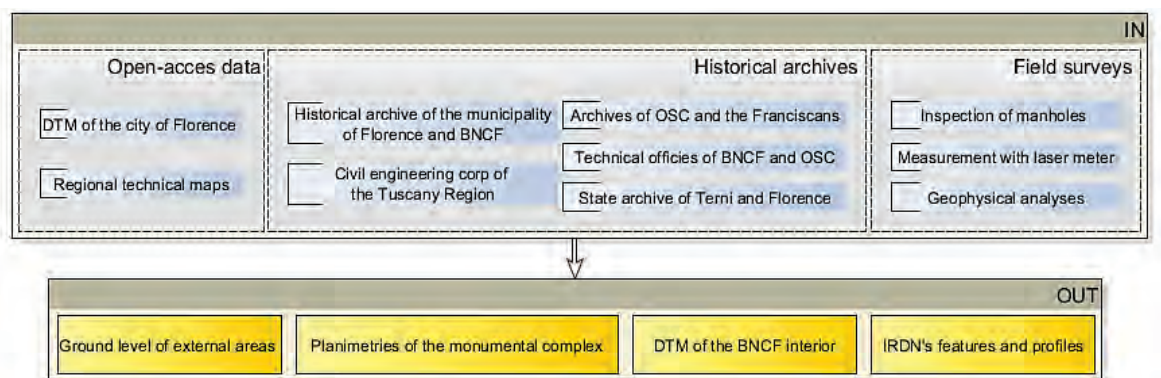 IN
Open-acces data
DTM of the city of Florence
Regional technical maps
Historical archives
Historical archive of the municipality
of Florence and BNCF
Civil engineering corp of
the Tuscany Region
Archives of OSC and the Franciscans
Technical officies of BNCF and OSC
State archive of Terni and Florence
Field surveys
Inspection of manholes
Measurement with laser meter
Geophysical analyses
OUT
Ground level of external areas
Planimetries of the monumental complex
DTM of the BNCF interior
IRDN's features and profiles